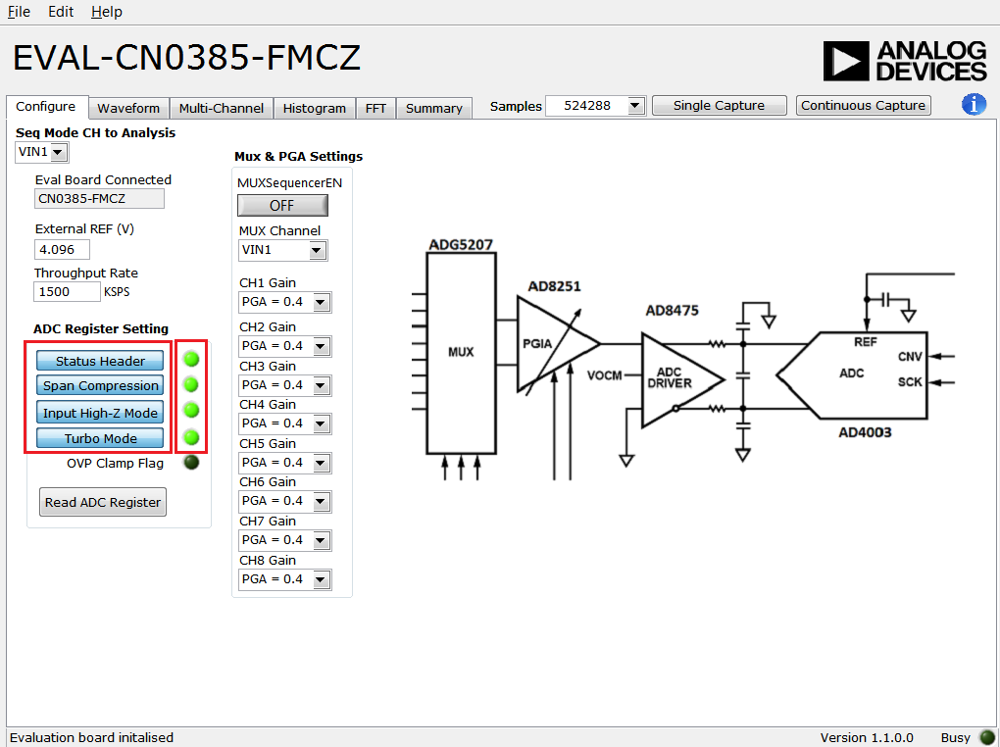 File Edit Help
EVAL-CN0385-FMCZ
ANALOG
DEVICES
Configure Waveform Multi-Channel Histogram FFT Summary Samples 524288 Single Capture Continuous Capture i
Seq Mode CH to Analysis
VIN1
Eval Board Connected
CN0385-FMCZ
External REF (V)
4.096
Throughput Rate
1500 KSPS
ADC Register Setting
Status Header
Span Compression
Input High-Z Mode
Turbo Mode
OVP Clamp Flag
Read ADC Register
Mux & PGA Settings
MUXSequencerEN
OFF
MUX Channel
VIN1
CH1 Gain
PGA = 0.4
CH2 Gain
PGA = 0.4
CH3 Gain
PGA = 0.4
CH4 Gain
PGA = 0.4
CH5 Gain
PGA = 0.4
CH6 Gain
PGA = 0.4
CH7 Gain
PGA = 0.4
CH8 Gain
PGA = 0.4
ADG5207
MUX
AD8251
PGIA
AD8475
VOCM
ADC
DRIVER
REF
ADC
CNV
SCK
AD4003
Evaluation board initalised Version 1.1.0.0 Busy